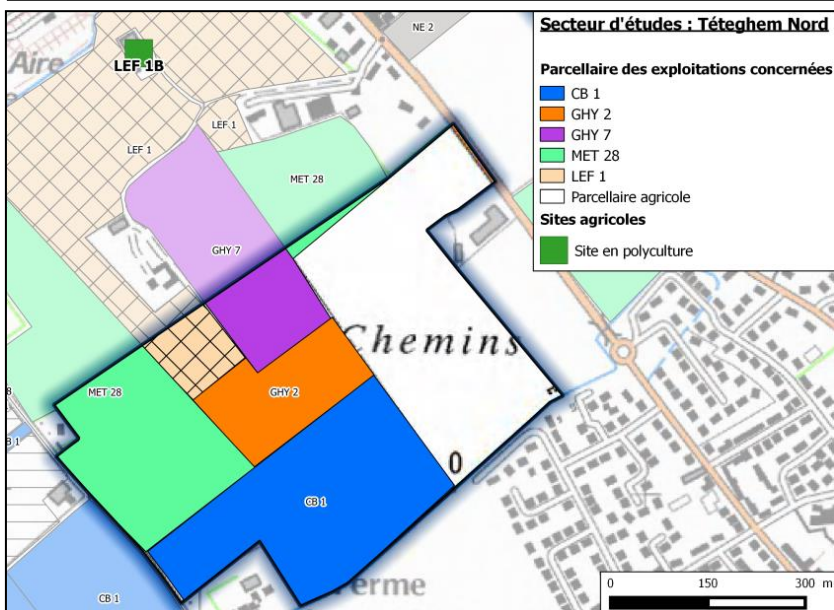 Secteur d'études : Téteghem Nord
Parcellaire des exploitations concernées
CB 1
GHY 2
GHY 7
MET 28
LEF 1
Parcellaire agricole
Sites agricoles
Site en polyculture
NE 2
Aire
LEF 1B
LEF 1
LEF 1
MET 28
GHY 7
Chemins
MET 28
GHY 2
B 1
0
CB 1
Ferme
CB 1
0 150 300 m